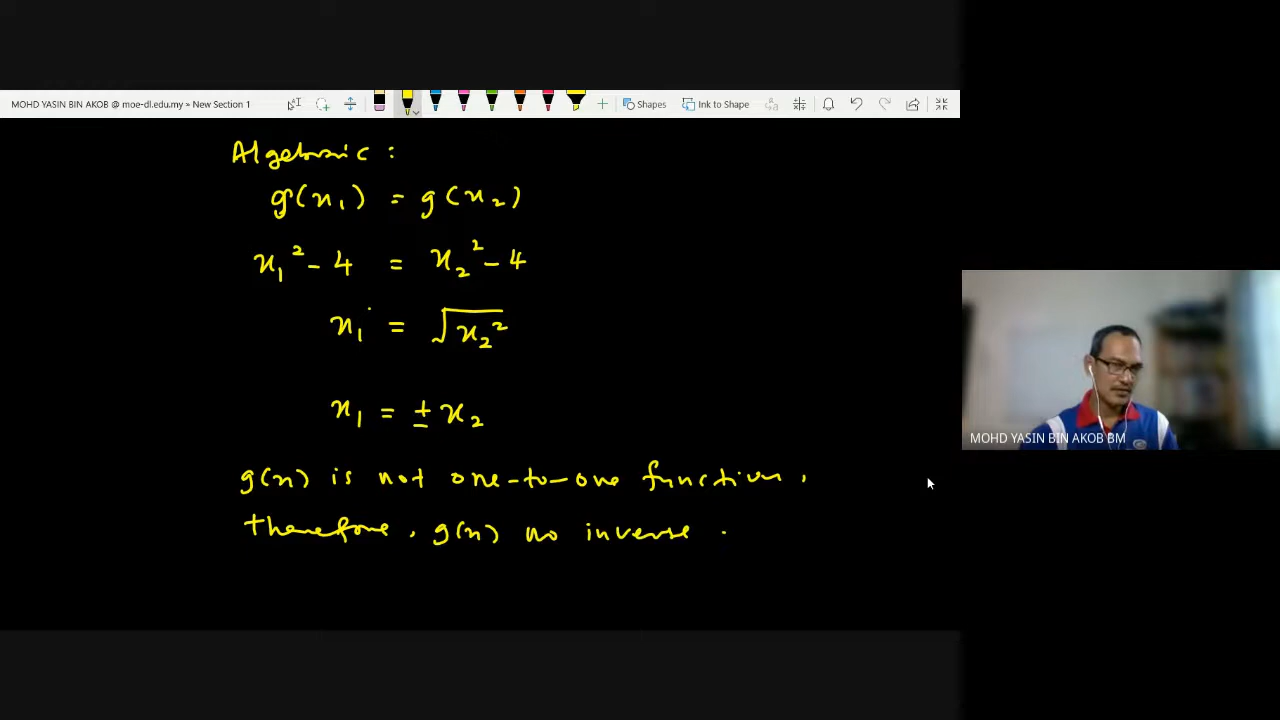 MOHD YASIN BIN AKOB @ moe-dl.edu.my » New Section 1
Shapes
Ink to Shape
Algebraic :
g(x₁) = g(x₂)
x₁² - 4 = x₂² - 4
x₁ = √x₂²
x₁ = ± x₂
g(x) is not one-to-one function,
therefore, g(x) no inverse .
MOHD YASIN BIN AKOB BM